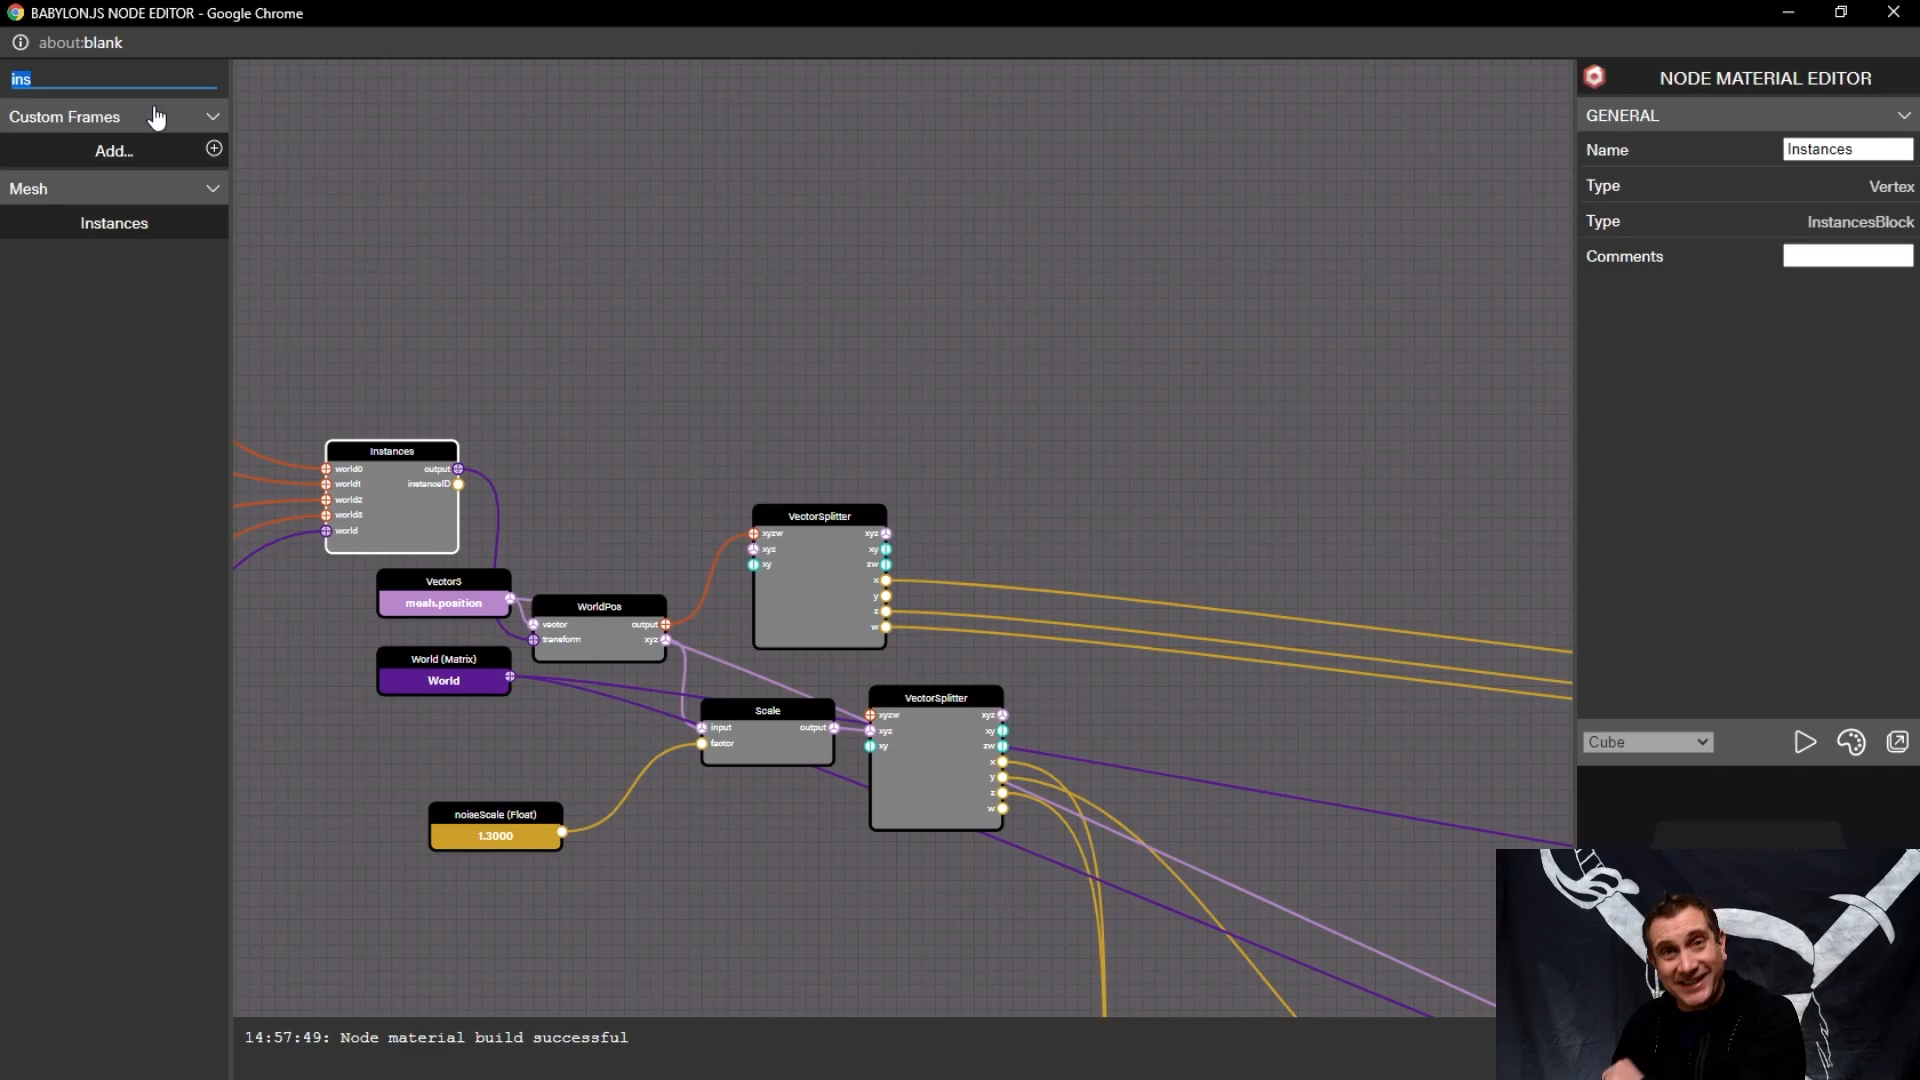 BABYLON.JS NODE EDITOR - Google Chrome
about:blank
ins
Custom Frames
Add...
Mesh
Instances
Instances
world0
output
world1
instanceID
world2
world3
world
Vector3
mesh.position
World (Matrix)
World
WorldPos
vector
output
transform
xyz
VectorSplitter
xyzw
xyz
xyz
xy
xy
zw
x
y
z
w
Scale
input
output
factor
VectorSplitter
xyzw
xyz
xyz
xy
xy
zw
x
y
z
w
noiseScale (Float)
1.3000
14:57:49: Node material build successful
NODE MATERIAL EDITOR
GENERAL
Name
Instances
Type
Vertex
Type
InstancesBlock
Comments
Cube